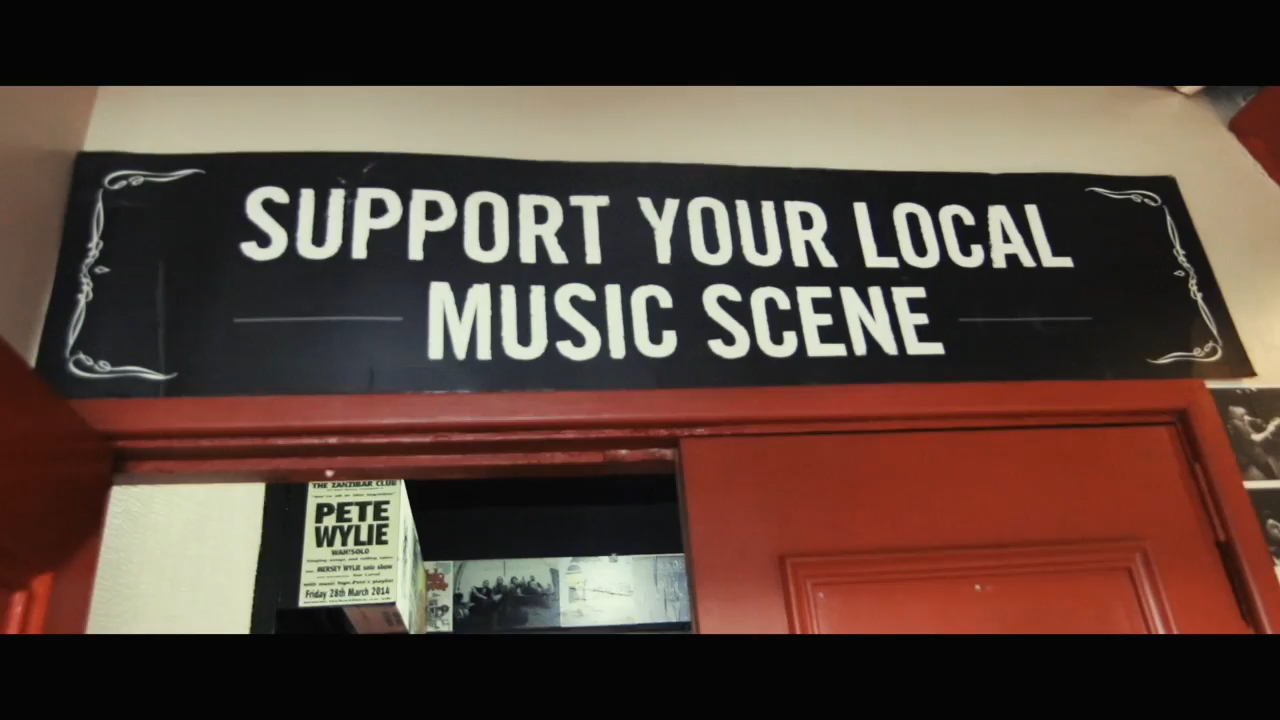 SUPPORT YOUR LOCAL
MUSIC SCENE
THE ZANZIBAR CLUB
PETE
WYLIE
WAH!SOLO
MERSEY WYLIE solo show
Friday 28th March 2014